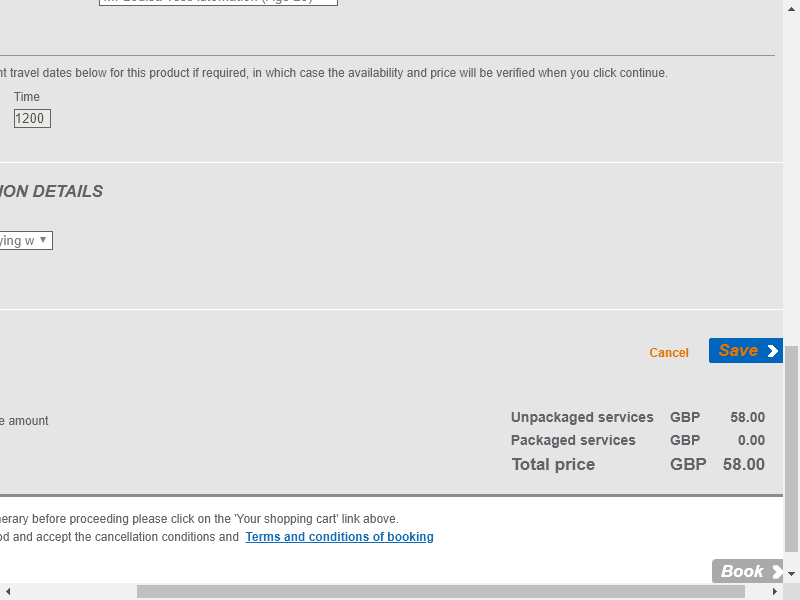 nt travel dates below for this product if required, in which case the availability and price will be verified when you click continue.
Time
1200
ION DETAILS
ying w
Cancel
Save
e amount
Unpackaged services GBP 58.00
Packaged services GBP 0.00
Total price GBP 58.00
nerary before proceeding please click on the 'Your shopping cart' link above.
od and accept the cancellation conditions and Terms and conditions of booking
Book